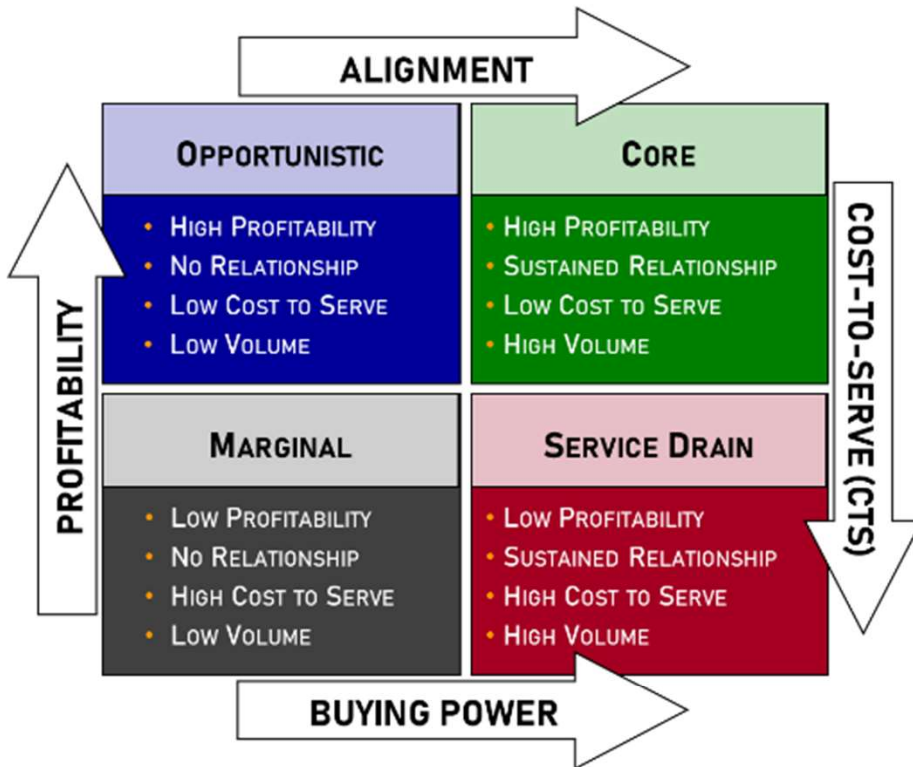 ALIGNMENT
OPPORTUNISTIC
• HIGH PROFITABILITY
• NO RELATIONSHIP
• LOW COST TO SERVE
• LOW VOLUME
CORE
• HIGH PROFITABILITY
• SUSTAINED RELATIONSHIP
• LOW COST TO SERVE
• HIGH VOLUME
PROFITABILITY
COST-TO-SERVE (CTS)
MARGINAL
• LOW PROFITABILITY
• NO RELATIONSHIP
• HIGH COST TO SERVE
• LOW VOLUME
SERVICE DRAIN
• LOW PROFITABILITY
• SUSTAINED RELATIONSHIP
• HIGH COST TO SERVE
• HIGH VOLUME
BUYING POWER